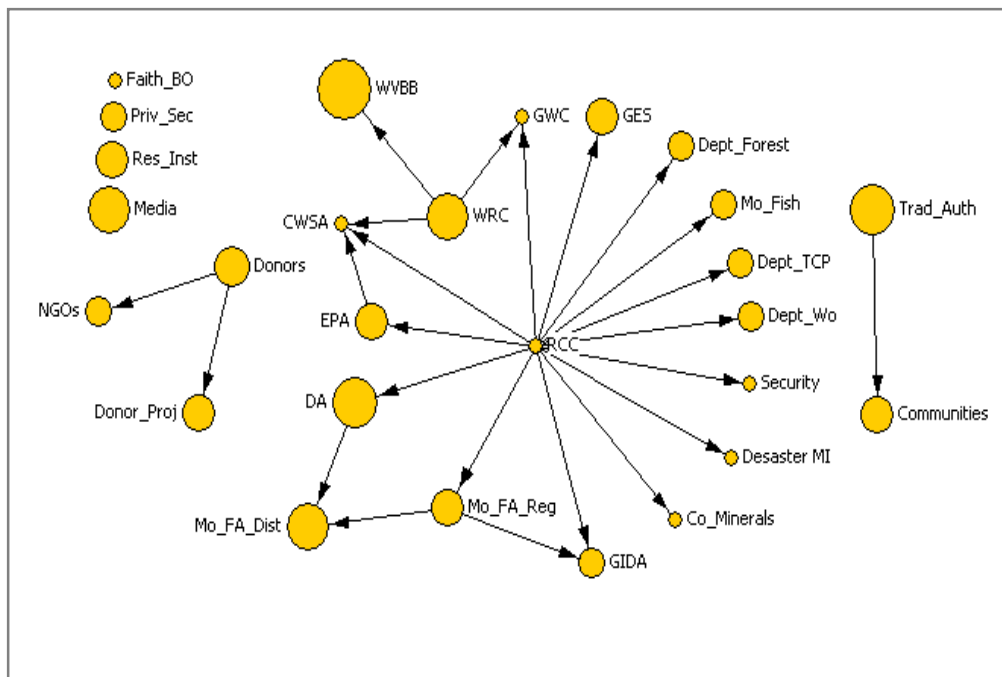 Faith_BO
WVBB
Priv_Sec
GWC
GES
Dept_Forest
Res_Inst
Media
Mo_Fish
Trad_Auth
CWSA
WRC
Donors
Dept_TCP
NGOs
EPA
Dept_Wo
RCC
Security
DA
Donor_Proj
Communities
Desaster MI
Mo_FA_Reg
Mo_FA_Dist
Co_Minerals
GIDA